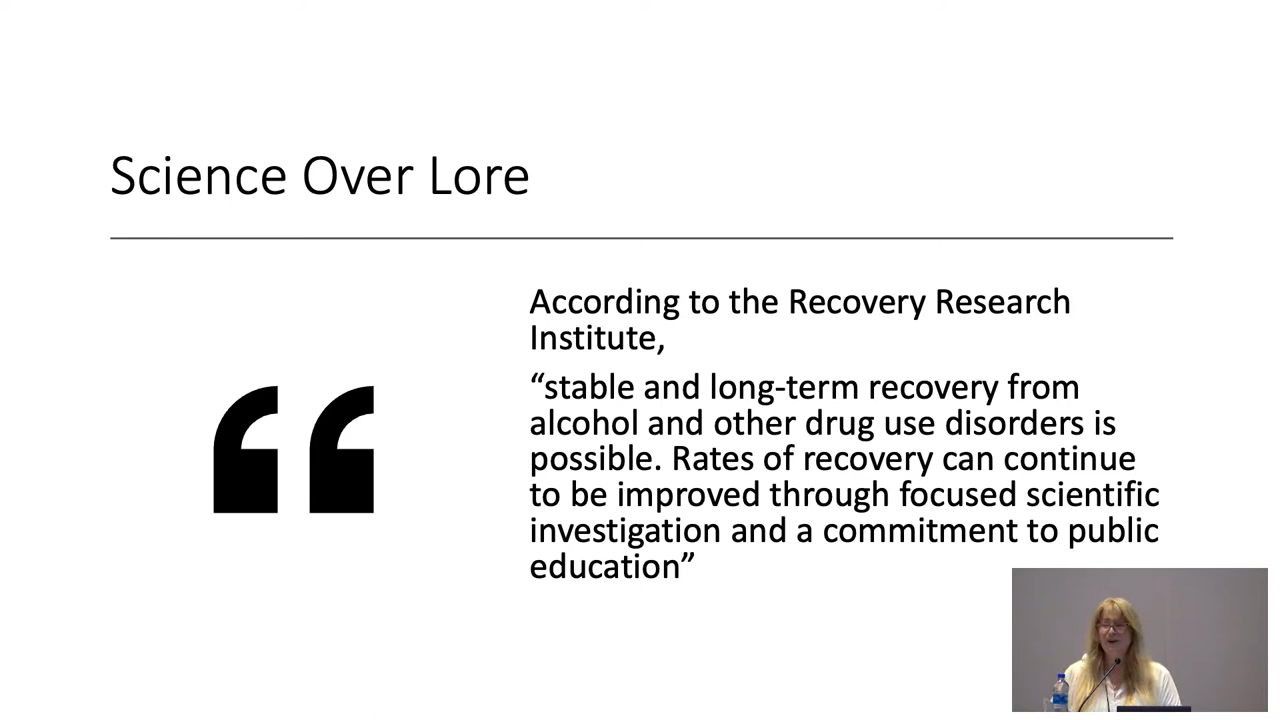 Science Over Lore
According to the Recovery Research
Institute,
“stable and long-term recovery from
alcohol and other drug use disorders is
possible. Rates of recovery can continue
to be improved through focused scientific
investigation and a commitment to public
education”